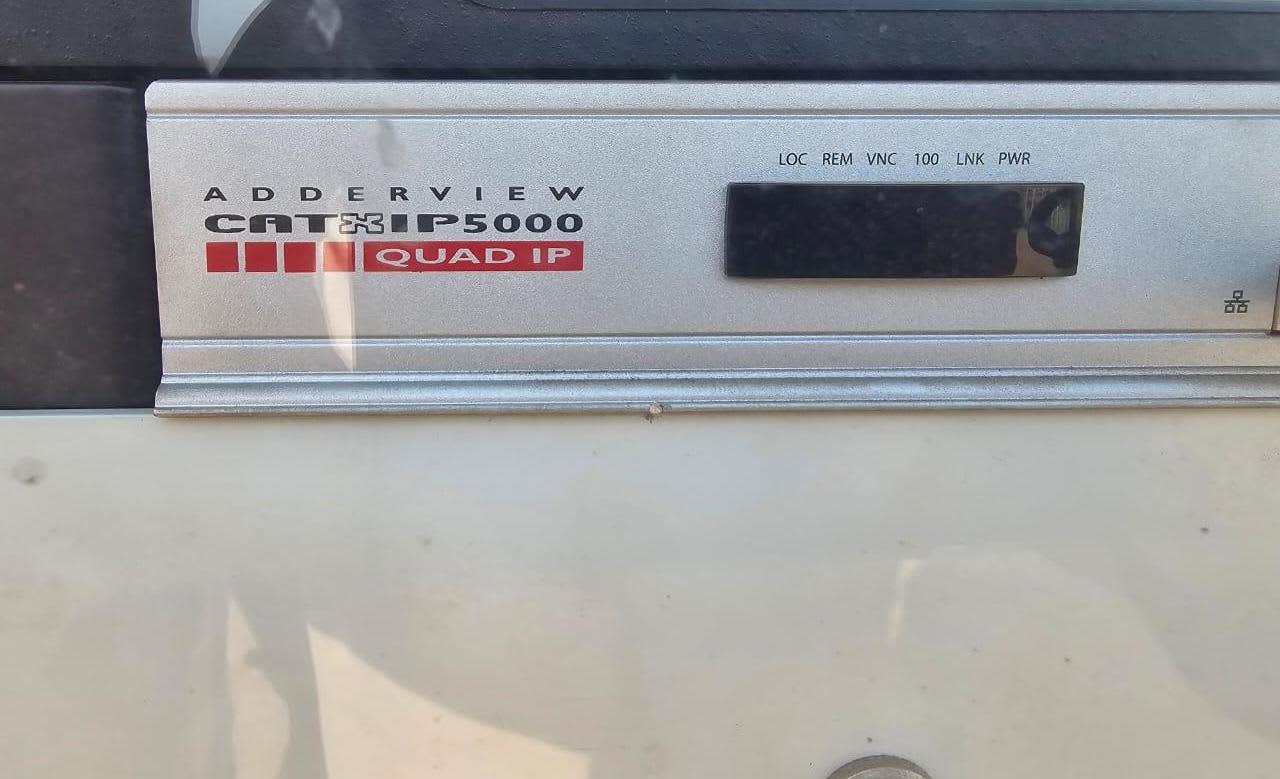 LOC REM VNC 100 LNK PWR
ADDERVIEW
CATXIP5000
QUAD IP